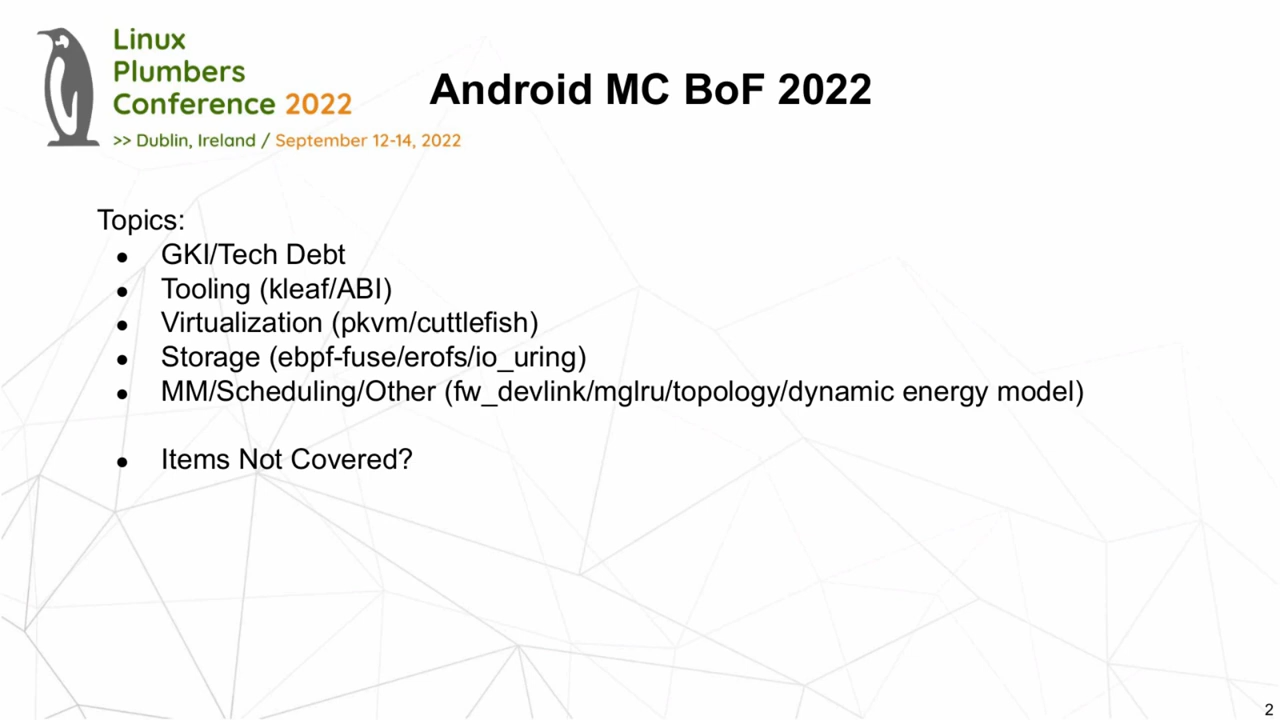 Linux
Plumbers
Conference 2022
>> Dublin, Ireland / September 12-14, 2022
Android MC BoF 2022
Topics:
● GKI/Tech Debt
● Tooling (kleaf/ABI)
● Virtualization (pkvm/cuttlefish)
● Storage (ebpf-fuse/erofs/io_uring)
● MM/Scheduling/Other (fw_devlink/mglru/topology/dynamic energy model)
● Items Not Covered?
2